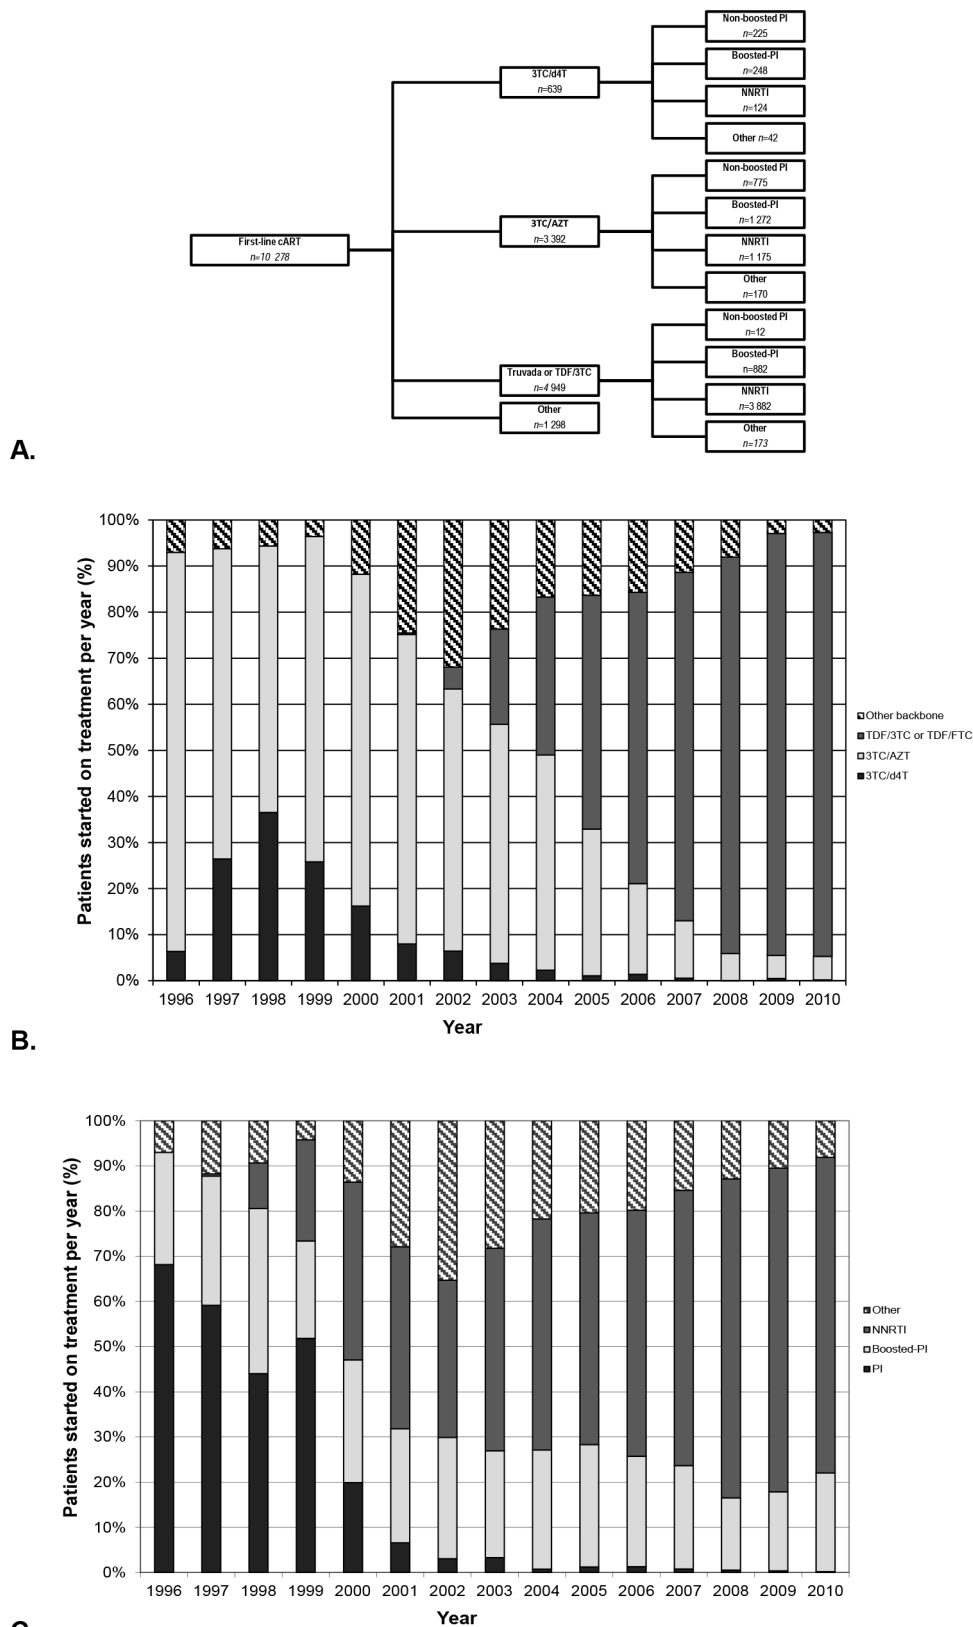 Non-boosted PI
n=225
Boosted-PI
n=248
3TC/d4T
n=639
NNRTI
n=124
Other n=42
Non-boosted PI
n=775
Boosted-PI
n=1 272
3TC/AZT
n=3 392
First-line cART
n=10 278
NNRTI
n=1 175
Other
n=170
Non-boosted PI
n=12
Boosted-PI
n=882
Truvada or TDF/3TC
n=4 949
NNRTI
n=3 882
Other
n=1 298
Other
n=173
A.
Patients started on treatment per year (%)
100%
90%
80%
70%
60%
50%
40%
30%
20%
10%
0%
1996 1997 1998 1999 2000 2001 2002 2003 2004 2005 2006 2007 2008 2009 2010
Year
Other backbone
TDF/3TC or TDF/FTC
3TC/AZT
3TC/d4T
B.
Patients started on treatment per year (%)
100%
90%
80%
70%
60%
50%
40%
30%
20%
10%
0%
1996 1997 1998 1999 2000 2001 2002 2003 2004 2005 2006 2007 2008 2009 2010
Year
Other
NNRTI
Boosted-PI
PI